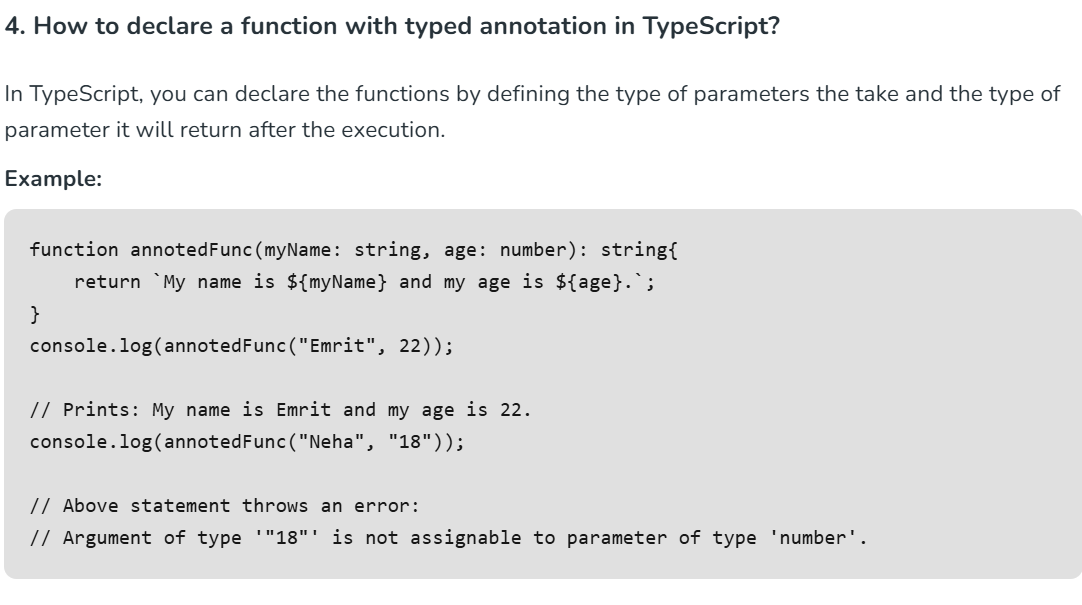 4. How to declare a function with typed annotation in TypeScript?
In TypeScript, you can declare the functions by defining the type of parameters the take and the type of
parameter it will return after the execution.
Example:
function annotedFunc(myName: string, age: number): string{
    return `My name is ${myName} and my age is ${age}.`;
}
console.log(annotedFunc("Emrit", 22));
// Prints: My name is Emrit and my age is 22.
console.log(annotedFunc("Neha", "18"));
// Above statement throws an error:
// Argument of type '"18"' is not assignable to parameter of type 'number'.